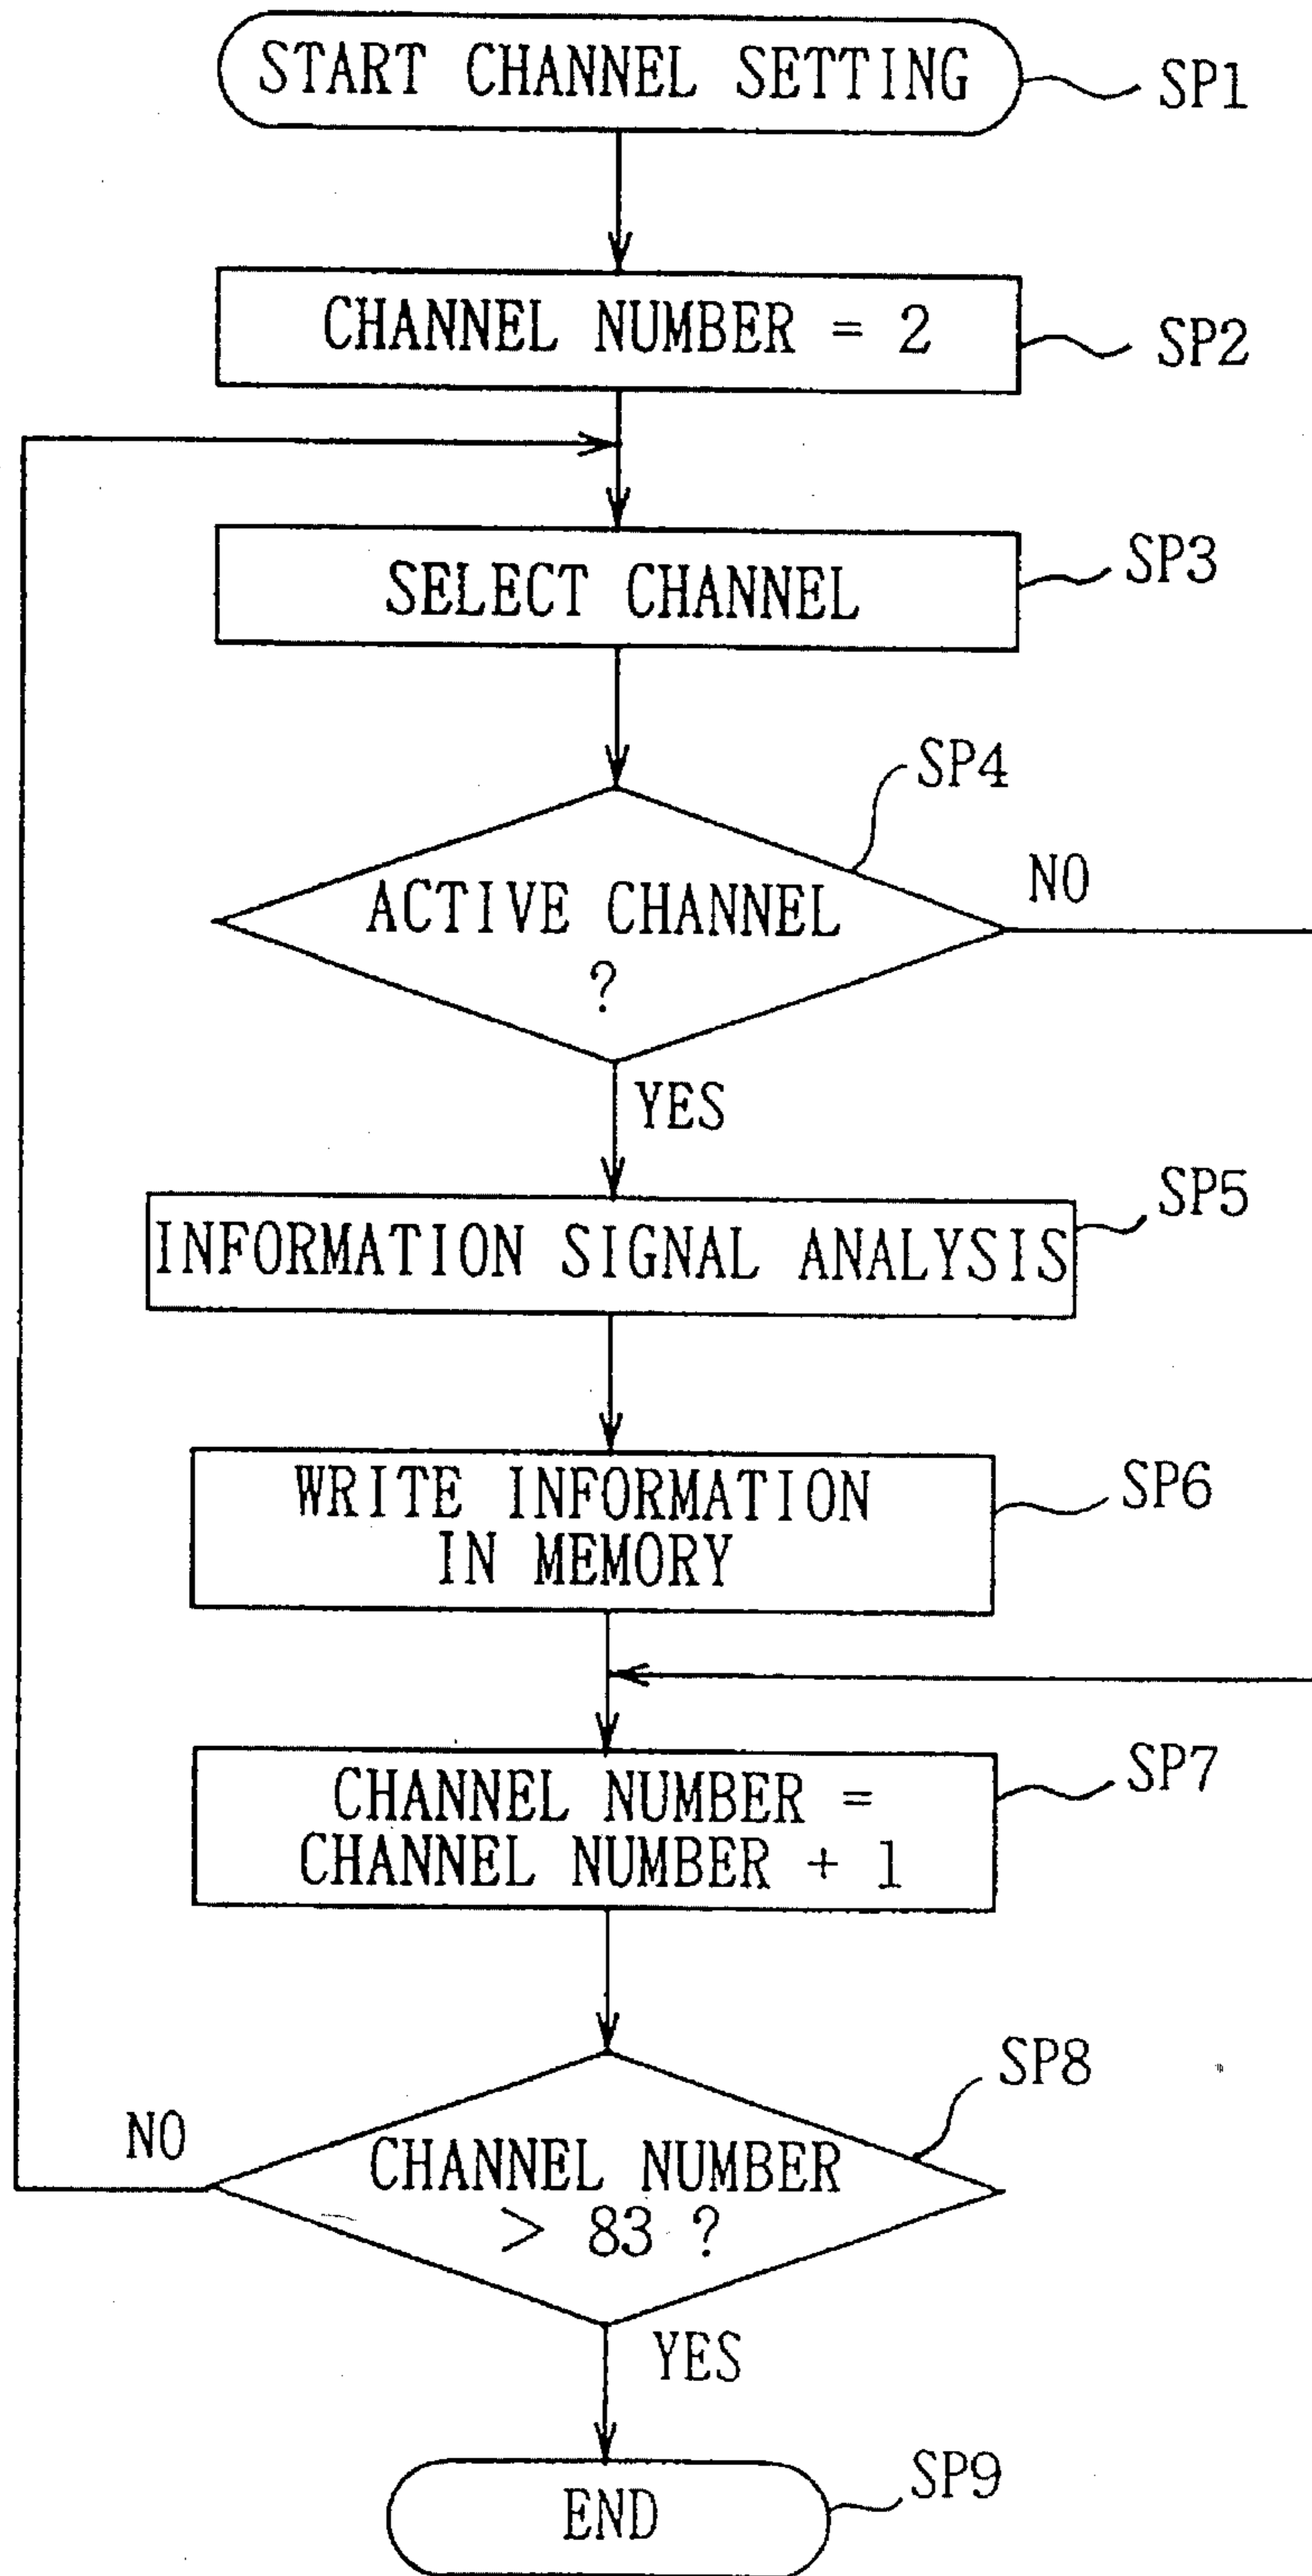 START CHANNEL SETTING
SP1
CHANNEL NUMBER = 2
SP2
SELECT CHANNEL
SP3
SP4
ACTIVE CHANNEL
?
NO
YES
INFORMATION SIGNAL ANALYSIS
SP5
WRITE INFORMATION
IN MEMORY
SP6
CHANNEL NUMBER =
CHANNEL NUMBER + 1
SP7
SP8
NO
CHANNEL NUMBER
> 83 ?
YES
END
SP9